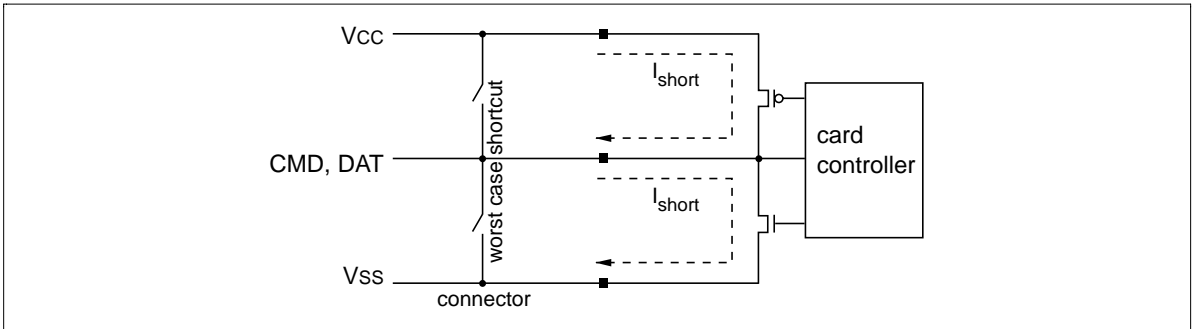 VCC
Ishort
worst case shortcut
card
controller
CMD, DAT
Ishort
VSS
connector